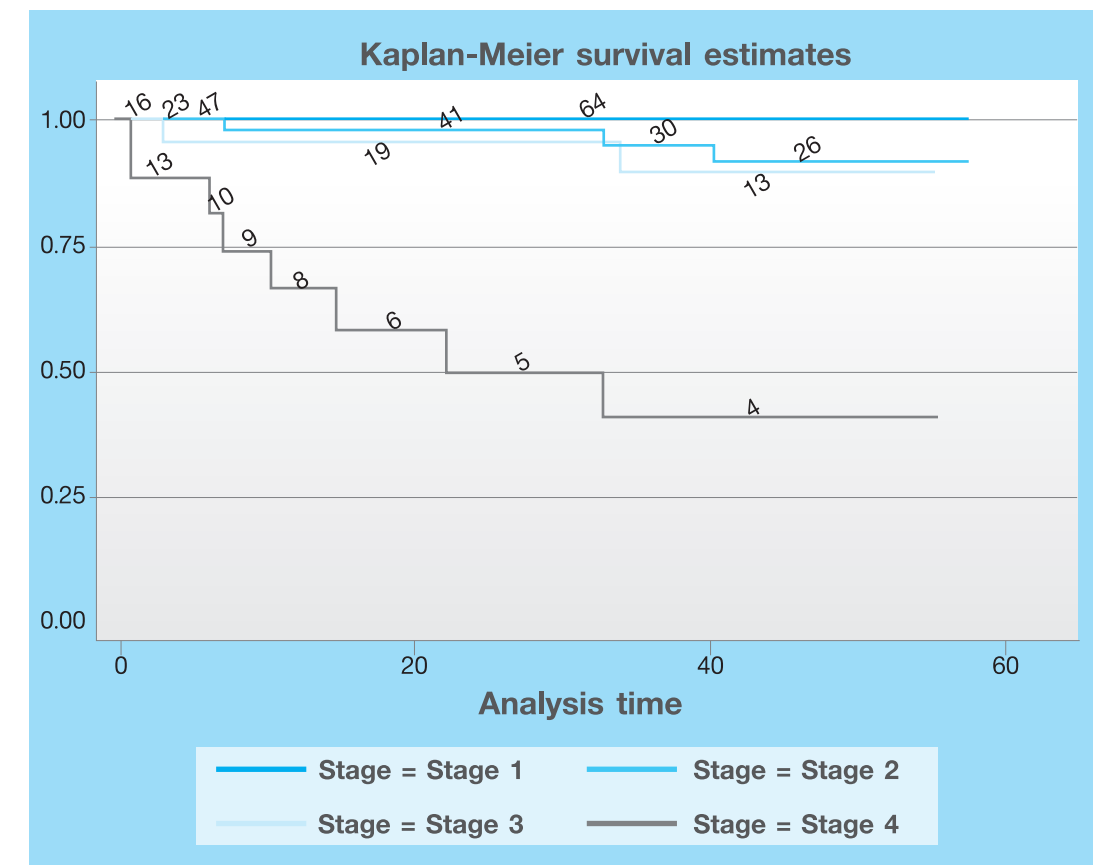 Kaplan-Meier survival estimates
16 23 47 41 64 30 26
1.00
19 13
13
10
9
0.75
8
6
5
0.50
4
0.25
0.00
0 20 40 60
Analysis time
Stage = Stage 1 Stage = Stage 2
Stage = Stage 3 Stage = Stage 4